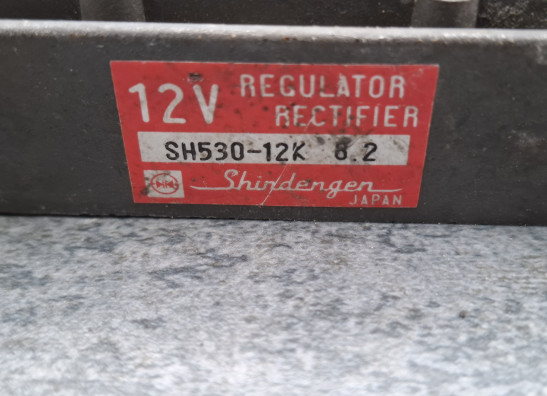 12V REGULATOR
RECTIFIER
SH530-12K 8.2
Shindengen
JAPAN